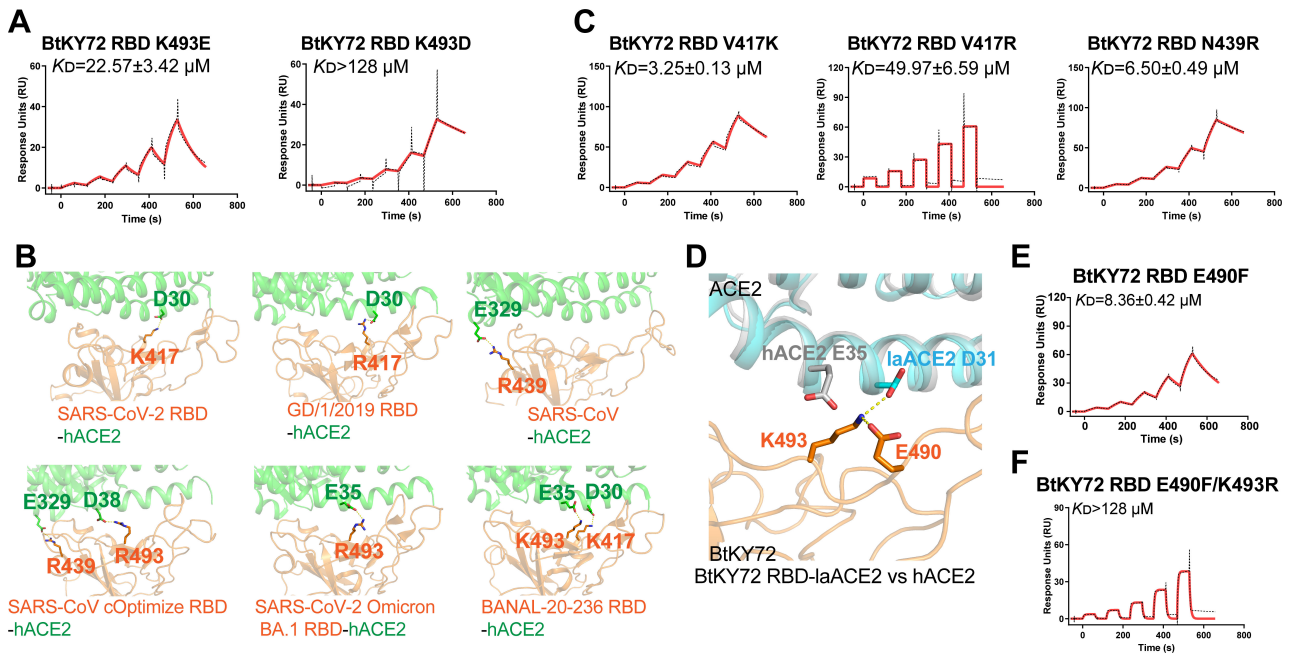 A
BtKY72 RBD K493E
KD=22.57±3.42 μM
Response Units (RU)
60
40
20
0
0 200 400 600 800
Time (s)
BtKY72 RBD K493D
KD>128 μM
Response Units (RU)
60
40
20
0
0 200 400 600 800
Time (s)
C
BtKY72 RBD V417K
KD=3.25±0.13 μM
Response Units (RU)
150
100
50
0
0 200 400 600 800
Time (s)
BtKY72 RBD V417R
KD=49.97±6.59 μM
Response Units (RU)
120
90
60
30
0
0 200 400 600 800
Time (s)
BtKY72 RBD N439R
KD=6.50±0.49 μM
Response Units (RU)
150
100
50
0
0 200 400 600 800
Time (s)
B
D30
K417
SARS-CoV-2 RBD
-hACE2
D30
R417
GD/1/2019 RBD
-hACE2
E329
R439
SARS-CoV
-hACE2
E329
D38
R439
R493
SARS-CoV cOptimize RBD
-hACE2
E35
R493
SARS-CoV-2 Omicron
BA.1 RBD-hACE2
E35
D30
K493
K417
BANAL-20-236 RBD
-hACE2
D
ACE2
hACE2 E35
laACE2 D31
K493
E490
BtKY72
BtKY72 RBD-laACE2 vs hACE2
E
BtKY72 RBD E490F
KD=8.36±0.42 μM
Response Units (RU)
120
90
60
30
0
0 200 400 600 800
Time (s)
F
BtKY72 RBD E490F/K493R
KD>128 μM
Response Units (RU)
90
60
30
0
0 200 400 600 800
Time (s)